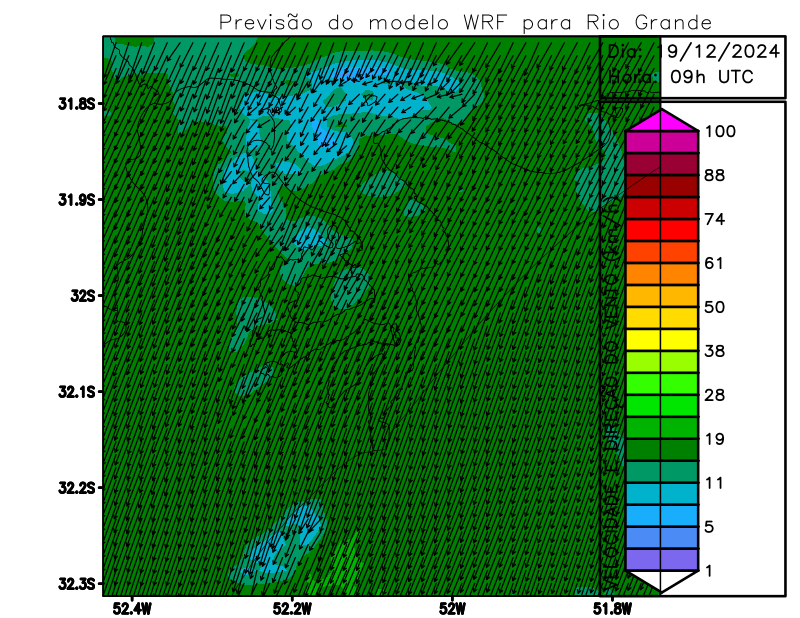 Previsão do modelo WRF para Rio Grande
Dia: 19/12/2024
Hora: 09h UTC
31.8S
31.9S
32S
32.1S
32.2S
32.3S
52.4W
52.2W
52W
51.8W
VELOCIDADE E DIREÇÃO DO VENTO (km/h)
100
88
74
61
50
38
28
19
11
5
1